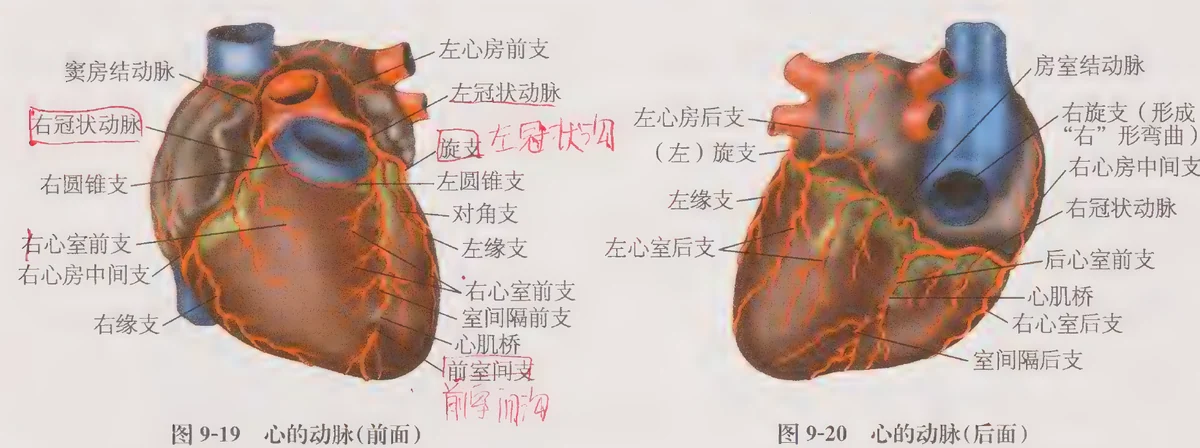 窦房结动脉
右冠状动脉
右圆锥支
右心室前支
右心房中间支
右缘支
左心房前支
左冠状动脉
旋支 左冠状沟
左圆锥支
对角支
左缘支
右心室前支
室间隔前支
心肌桥
前室间支
前室间沟
图 9-19 心的动脉(前面)
左心房后支
(左)旋支
左缘支
左心室后支
房室结动脉
右旋支(形成
“右”形弯曲)
右心房中间支
右冠状动脉
后心室前支
心肌桥
右心室后支
室间隔后支
图 9-20 心的动脉(后面)